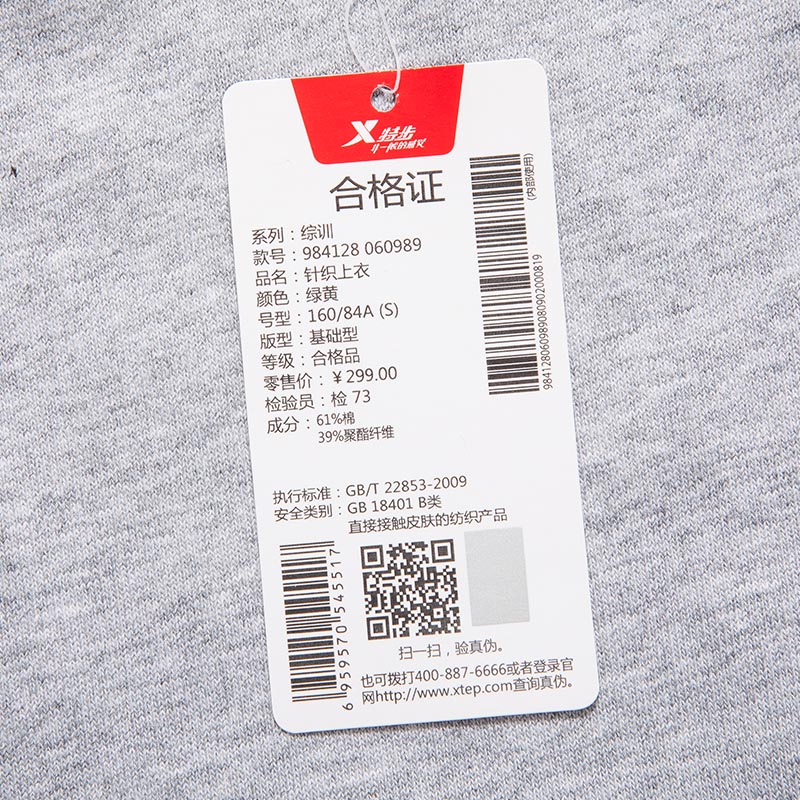 X 特步
非一般的感觉
合格证
系列：综训
款号：984128 060989
品名：针织上衣
颜色：绿黄
号型：160/84A (S)
版型：基础型
等级：合格品
零售价：￥299.00
检验员：检 73
成分：61%棉
39%聚酯纤维
(内部使用)
984128060989080902000819
执行标准：GB/T 22853-2009
安全类别：GB 18401 B类
直接接触皮肤的纺织产品
6 959570 545517
扫一扫，验真伪。
也可拨打400-887-6666或者登录官
网http://www.xtep.com查询真伪。